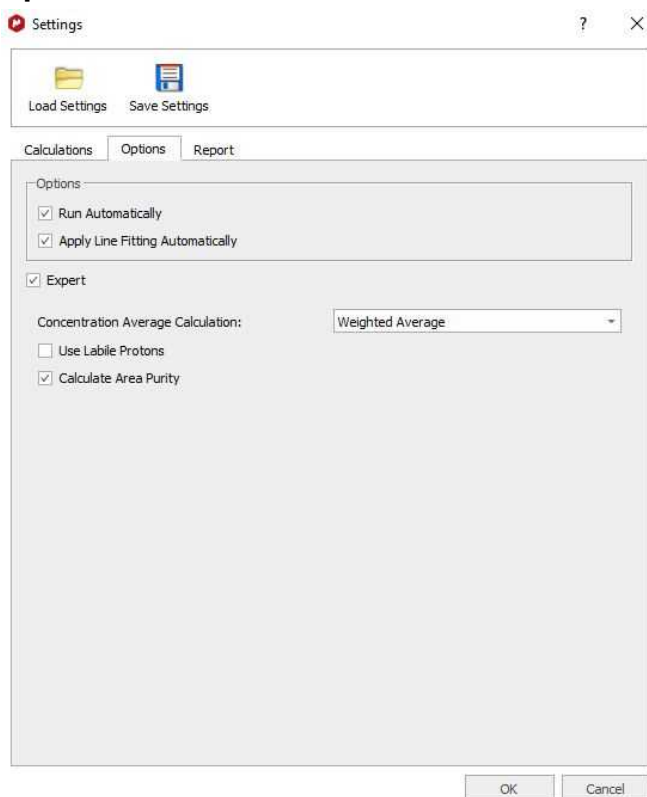 Settings
?
Load Settings Save Settings
Calculations Options Report
Options
Run Automatically
Apply Line Fitting Automatically
Expert
Concentration Average Calculation: Weighted Average
Use Labile Protons
Calculate Area Purity
OK Cancel